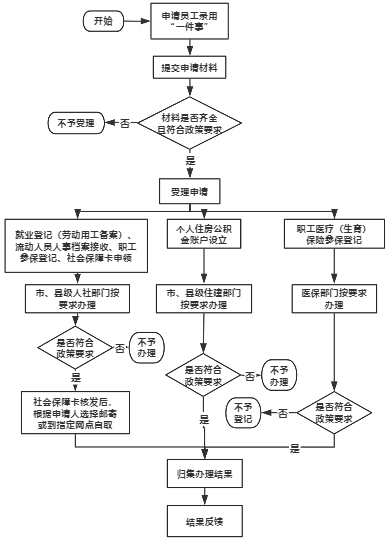 开始
申请员工录用
“一件事”
提交申请材料
材料是否齐全
且符合政策要求
否
不予受理
是
受理申请
就业登记（劳动用工备案）、
流动人员人事档案接收、职工
参保登记、社会保障卡申领
个人住房公积
金账户设立
职工医疗（生育）
保险参保登记
市、县级人社部门按
要求办理
市、县级住建部门
按要求办理
医保部门按要求
办理
是否符合
政策要求
否
不予
办理
是
是否符合
政策要求
否
不予
办理
是
社会保障卡核发后，
根据申请人选择邮寄
或到指定网点自取
不予
登记
否
是否符合
政策要求
是
归集办理结果
结果反馈